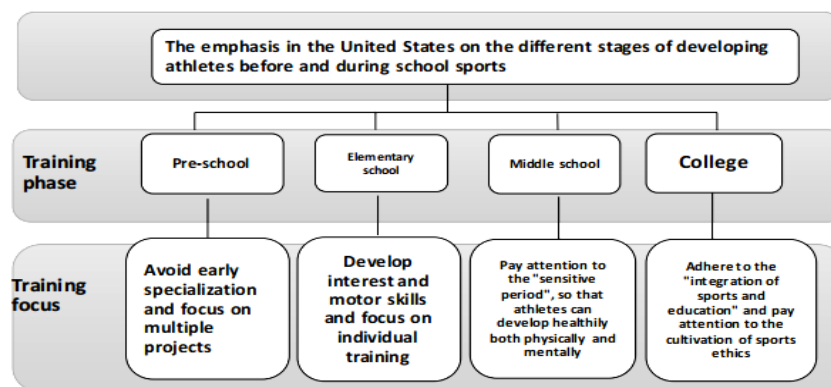 The emphasis in the United States on the different stages of developing
athletes before and during school sports
Training
phase
Pre-school
Elementary
school
Middle school
College
Training
focus
Avoid early
specialization
and focus on
multiple
projects
Develop
interest and
motor skills
and focus on
individual
training
Pay attention to
the "sensitive
period", so that
athletes can
develop healthily
both physically and
mentally
Adhere to the
"integration of
sports and
education" and pay
attention to the
cultivation of sports
ethics